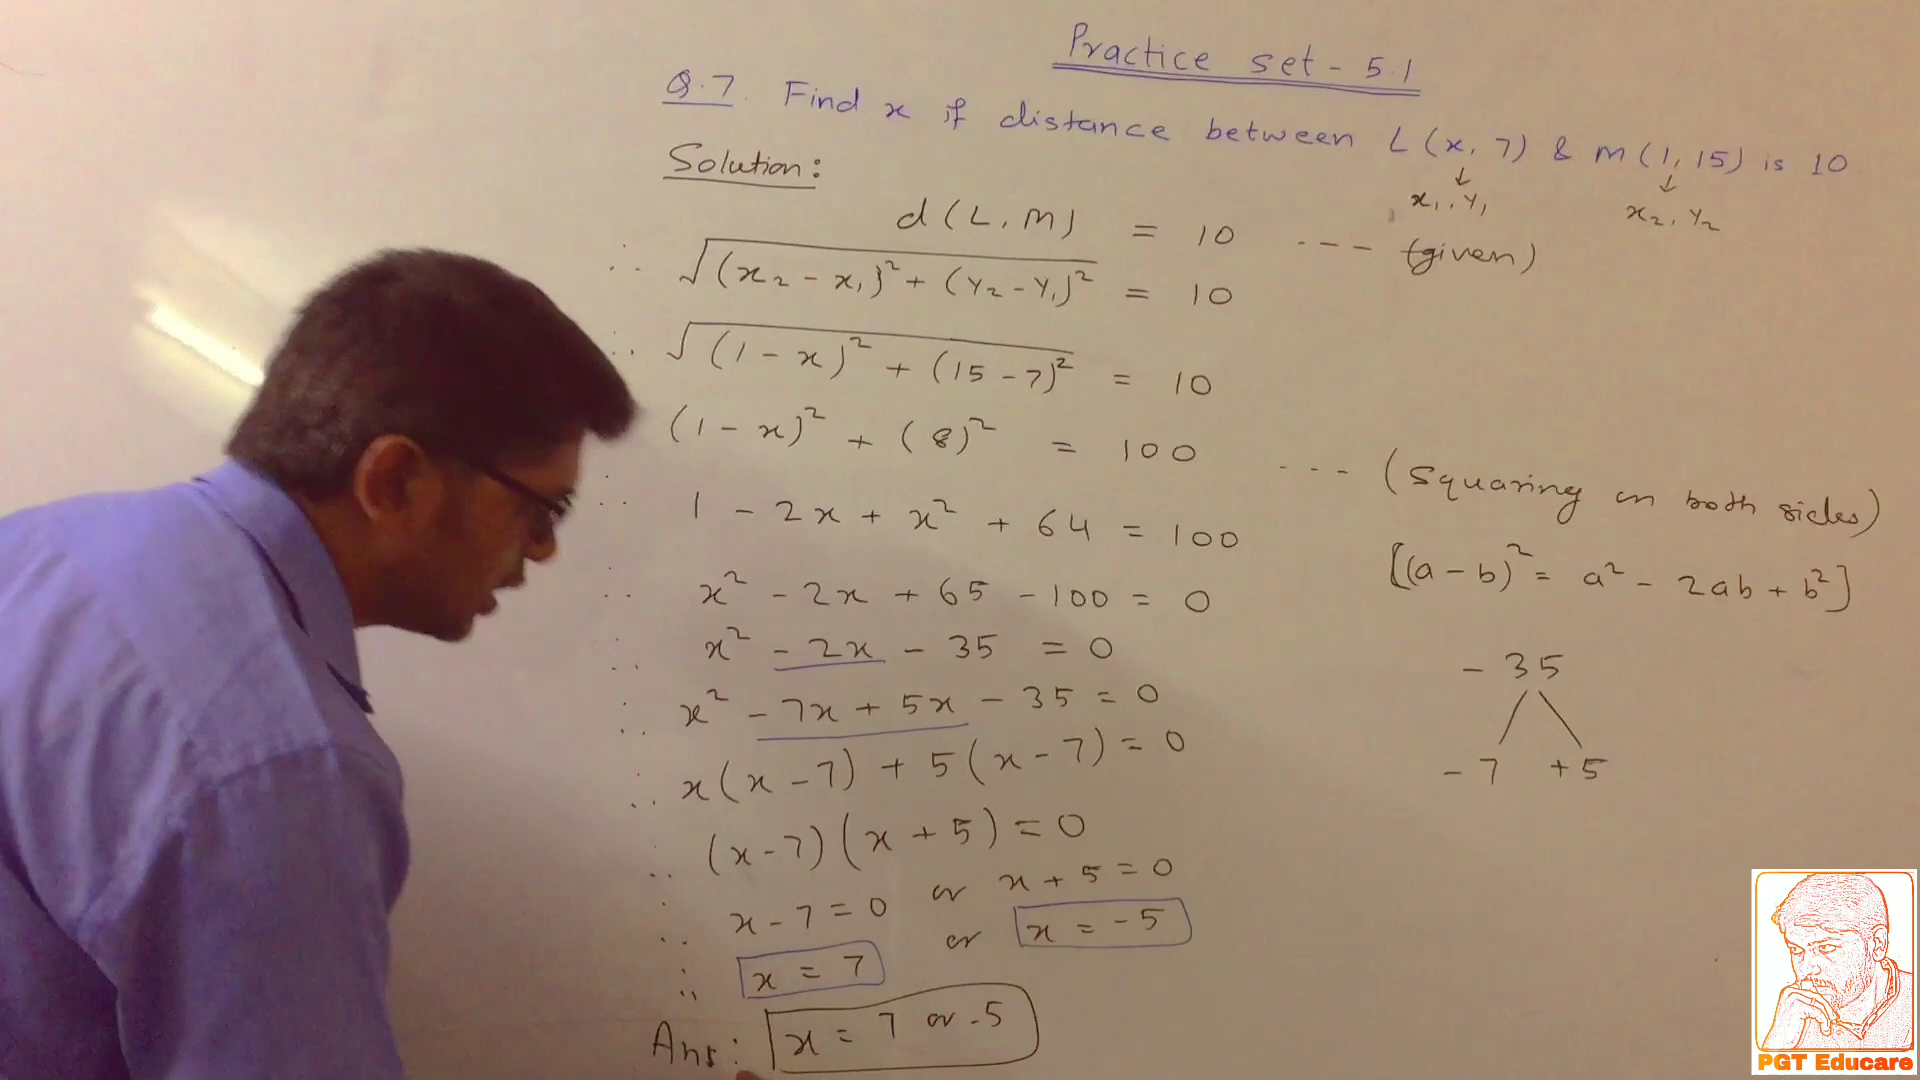 Practice set - 5.1
Q.7. Find x if distance between L(x, 7) & M(1, 15) is 10
↓ ↓
x₁, y₁ x₂, y₂
Solution:
d(L, M) = 10 --- (given)
∴ √(x₂ - x₁)² + (y₂ - y₁)² = 10
∴ √(1 - x)² + (15 - 7)² = 10
(1 - x)² + (8)² = 100 --- (Squaring on both sides)
∴ 1 - 2x + x² + 64 = 100 [(a - b)² = a² - 2ab + b²]
∴ x² - 2x + 65 - 100 = 0
∴ x² - 2x - 35 = 0
- 35
∴ x² - 7x + 5x - 35 = 0
∴ x(x - 7) + 5(x - 7) = 0
- 7 + 5
∴ (x - 7)(x + 5) = 0
∴ x - 7 = 0 or x + 5 = 0
∴ x = 7 or x = - 5
Ans: x = 7 or -5
PGT Educare